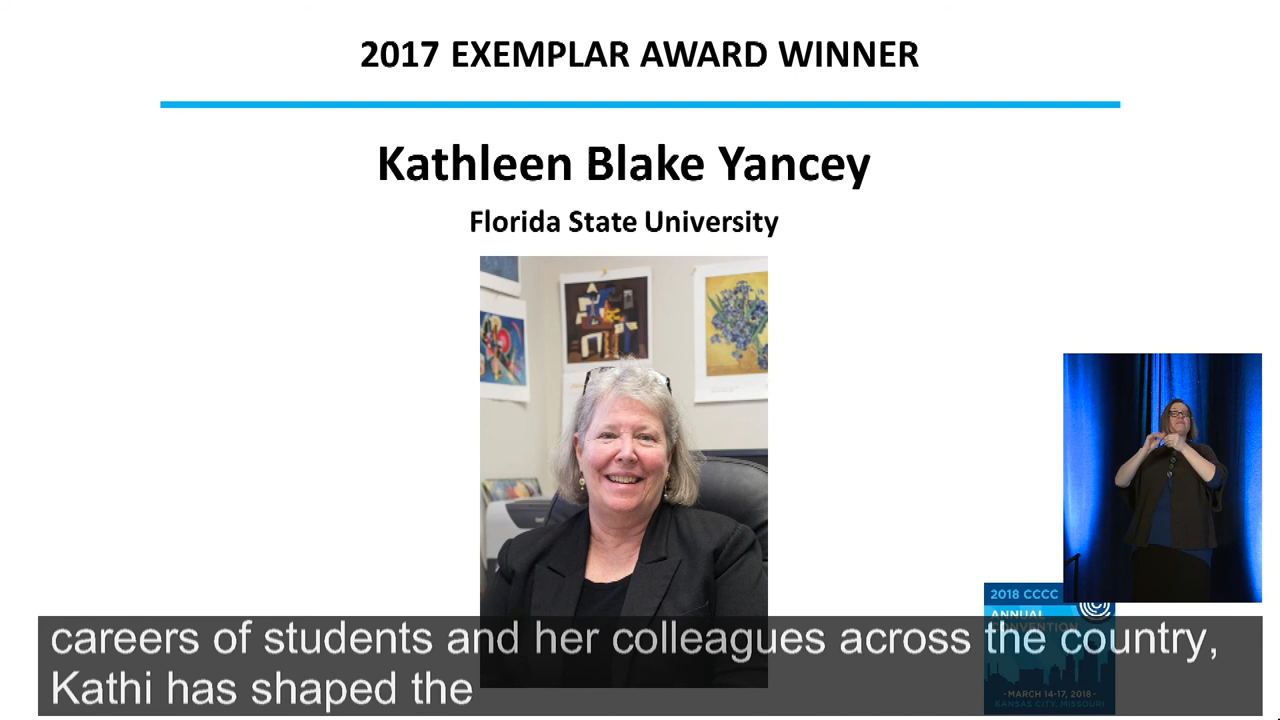 2017 EXEMPLAR AWARD WINNER
Kathleen Blake Yancey
Florida State University
2018 CCCC
ANNUAL
CONVENTION
careers of students and her colleagues across the country,
Kathi has shaped the
- MARCH 14-17, 2018 -
KANSAS CITY, MISSOURI